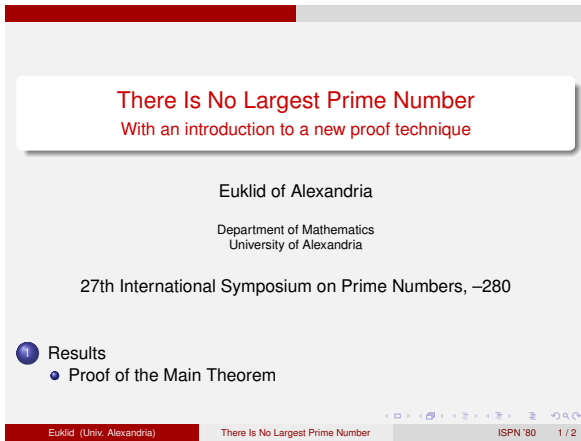 There Is No Largest Prime Number
With an introduction to a new proof technique
Euklid of Alexandria
Department of Mathematics
University of Alexandria
27th International Symposium on Prime Numbers, –280
1 Results
Proof of the Main Theorem
Euklid (Univ. Alexandria) There Is No Largest Prime Number ISPN ’80 1 / 2